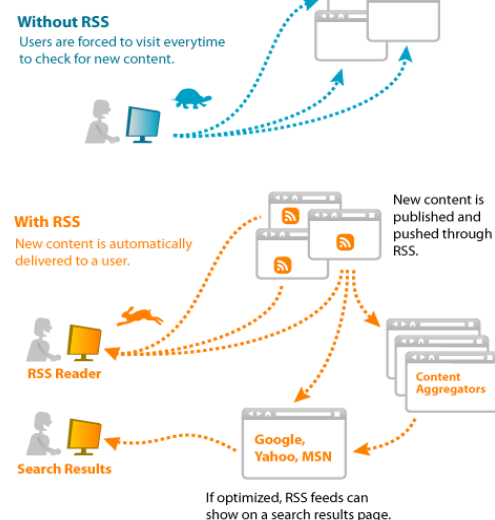 Without RSS
Users are forced to visit everytime
to check for new content.
With RSS
New content is automatically
delivered to a user.
New content is
published and
pushed through
RSS.
RSS Reader
Content
Aggregators
Search Results
Google,
Yahoo, MSN
If optimized, RSS feeds can
show on a search results page.